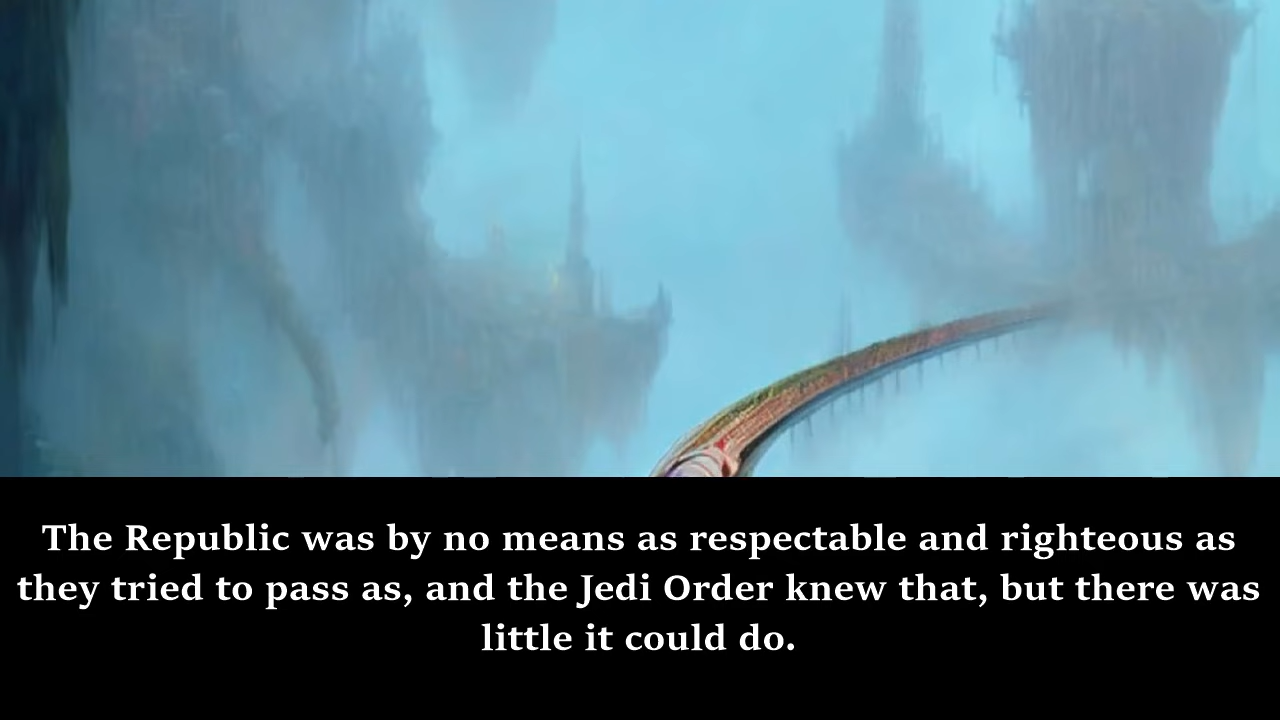 The Republic was by no means as respectable and righteous as
they tried to pass as, and the Jedi Order knew that, but there was
little it could do.